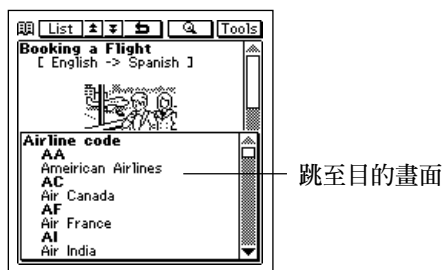 List Tools
Booking a Flight
[ English -> Spanish ]
Airline code
AA
Ameirican Airlines
AC
Air Canada
AF
Air France
AI
Air India
跳至目的畫面